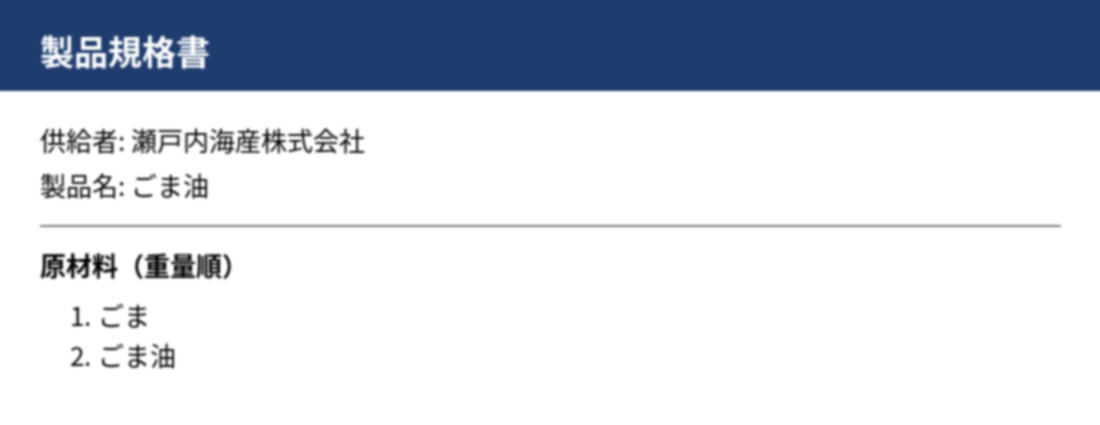 製品規格書
供給者: 瀬戸内海産株式会社
製品名: ごま油
原材料（重量順）
1. ごま
2. ごま油